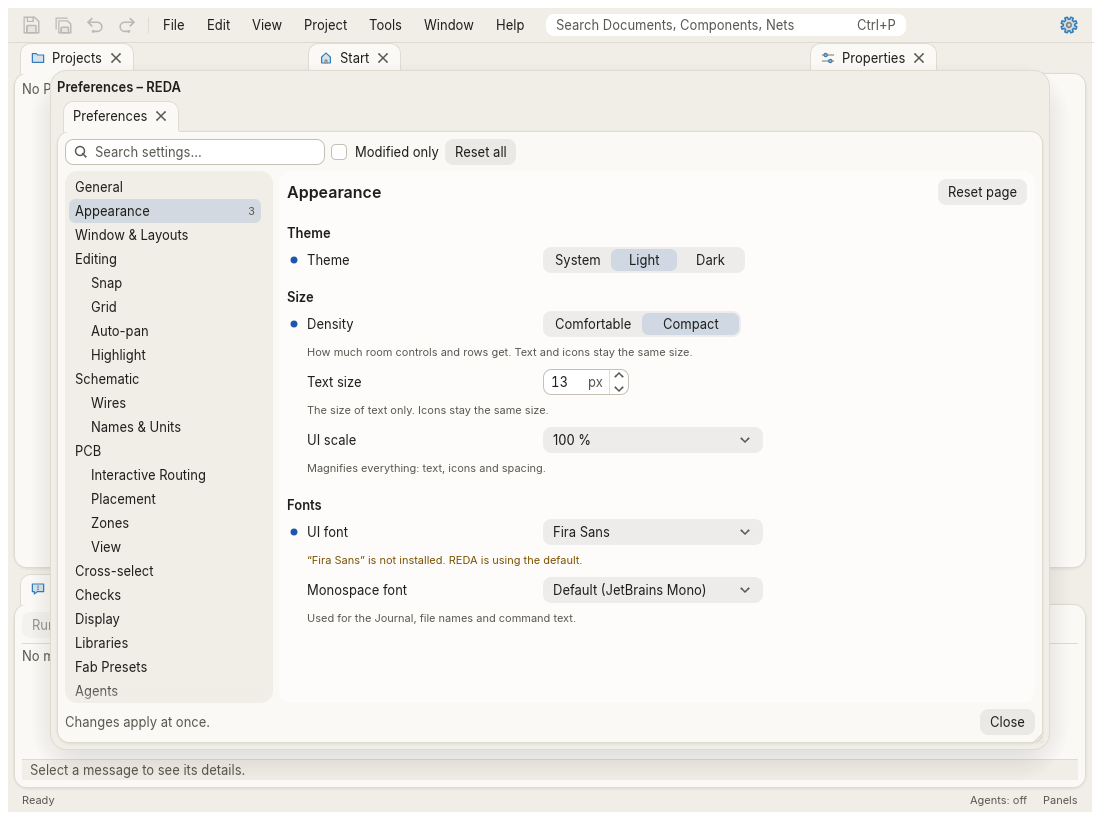 File Edit View Project Tools Window Help Search Documents, Components, Nets Ctrl+P
Projects Start Properties
No P
Preferences – REDA
Preferences
Search settings... Modified only Reset all
General
Appearance 3
Window & Layouts
Editing
Snap
Grid
Auto-pan
Highlight
Schematic
Wires
Names & Units
PCB
Interactive Routing
Placement
Zones
View
Cross-select
Checks
Display
Libraries
Fab Presets
Agents
Appearance Reset page
Theme
Theme System Light Dark
Size
Density Comfortable Compact
How much room controls and rows get. Text and icons stay the same size.
Text size 13 px
The size of text only. Icons stay the same size.
UI scale 100 %
Magnifies everything: text, icons and spacing.
Fonts
UI font Fira Sans
“Fira Sans” is not installed. REDA is using the default.
Monospace font Default (JetBrains Mono)
Used for the Journal, file names and command text.
Changes apply at once. Close
Run
No m
Select a message to see its details.
Ready Agents: off Panels